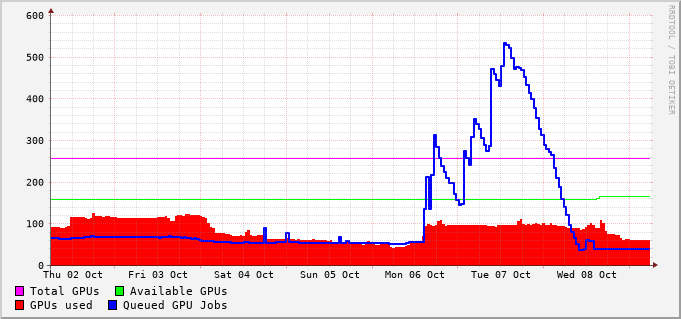 RRDTOOL / TOBI OETIKER
600
500
400
300
200
100
0
Thu 02 Oct Fri 03 Oct Sat 04 Oct Sun 05 Oct Mon 06 Oct Tue 07 Oct Wed 08 Oct
Total GPUs Available GPUs
GPUs used Queued GPU Jobs